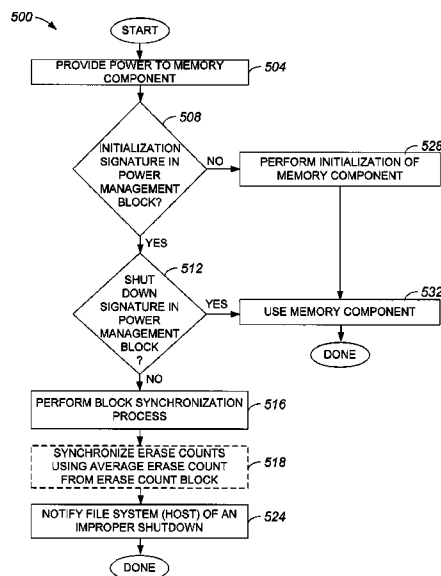 500
START
PROVIDE POWER TO MEMORY
COMPONENT
504
508
INITIALIZATION
SIGNATURE IN
POWER
MANAGEMENT
BLOCK?
NO
528
PERFORM INITIALIZATION OF
MEMORY COMPONENT
YES
512
SHUT
DOWN
SIGNATURE IN
POWER
MANAGEMENT
BLOCK
?
YES
532
USE MEMORY COMPONENT
DONE
NO
PERFORM BLOCK SYNCHRONIZATION
PROCESS
516
SYNCHRONIZE ERASE COUNTS
USING AVERAGE ERASE COUNT
FROM ERASE COUNT BLOCK
518
NOTIFY FILE SYSTEM (HOST) OF AN
IMPROPER SHUTDOWN
524
DONE